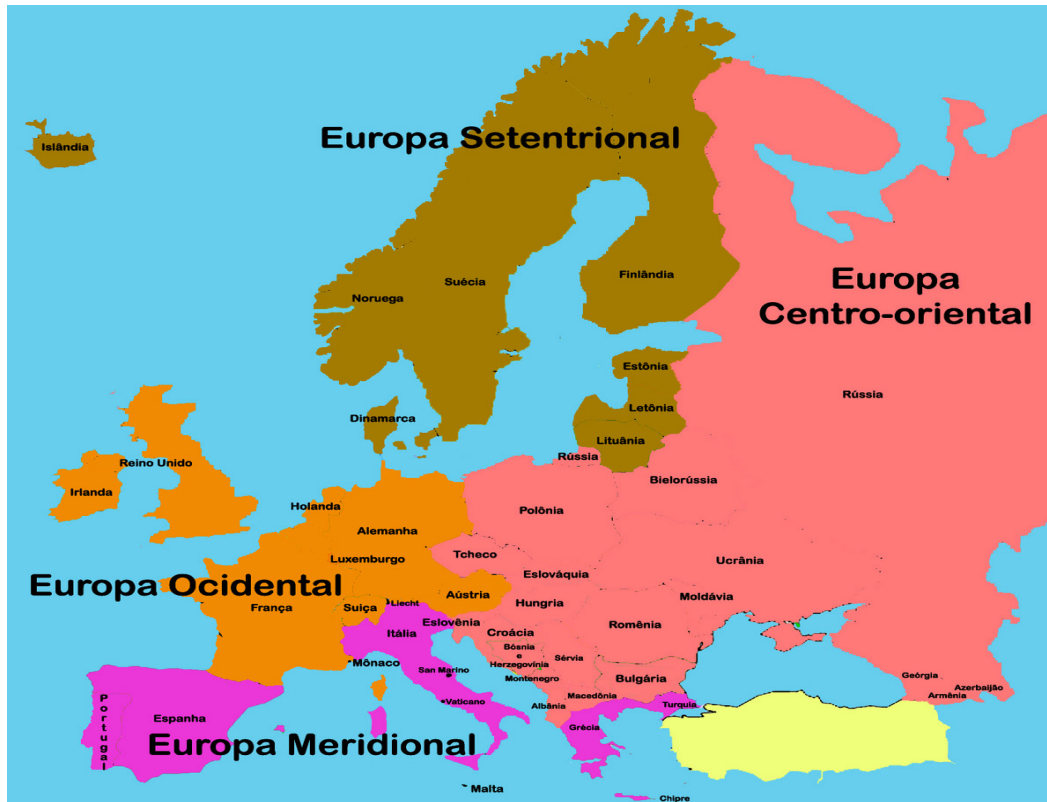 Europa Setentrional
Islândia
Europa
Centro-oriental
Finlândia
Suécia
Noruega
Rússia
Estônia
Letônia
Dinamarca
Lituânia
Rússia
Reino Unido
Bielorússia
Irlanda
Holanda
Polônia
Alemanha
Tcheco
Luxemburgo
Ucrânia
Eslováquia
Europa Ocidental
Aústria
Moldávia
Liecht
Hungria
França
Suiça
Eslovênia
Romênia
Itália
Croácia
Bósnia
e
Herzegovínia
Sérvia
Mônaco
San Marino
Montenegro
Bulgária
Geórgia
Azerbaijão
Armênia
Macedônia
Vaticano
Albânia
Turquia
Portugal
Espanha
Grécia
Europa Meridional
Malta
Chipre